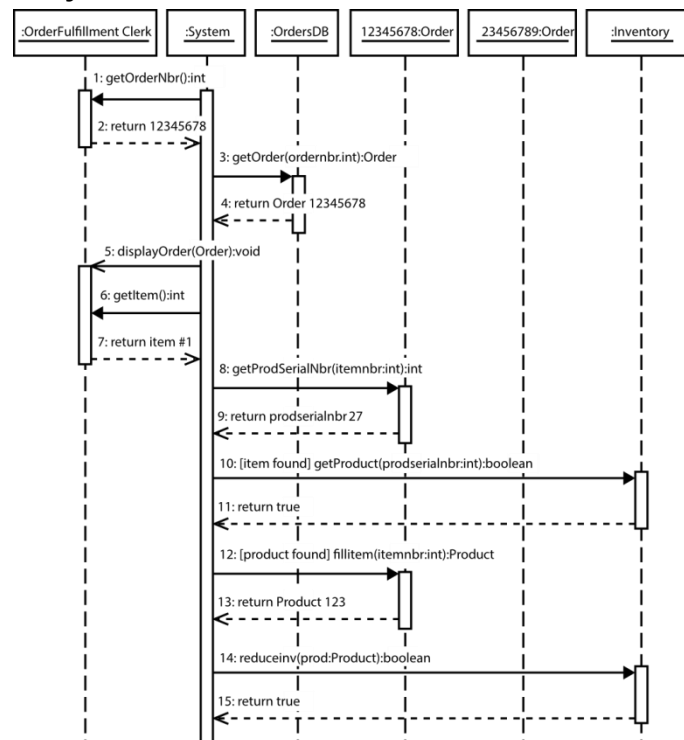 :OrderFulfillment Clerk
:System
:OrdersDB
12345678:Order
23456789:Order
:Inventory
1: getOrderNbr():int
2: return 12345678
3: getOrder(ordernbr.int):Order
4: return Order 12345678
5: displayOrder(Order):void
6: getItem():int
7: return item #1
8: getProdSerialNbr(itemnbr:int):int
9: return prodserialnbr 27
10: [item found] getProduct(prodserialnbr:int):boolean
11: return true
12: [product found] fillitem(itemnbr:int):Product
13: return Product 123
14: reduceinv(prod:Product):boolean
15: return true